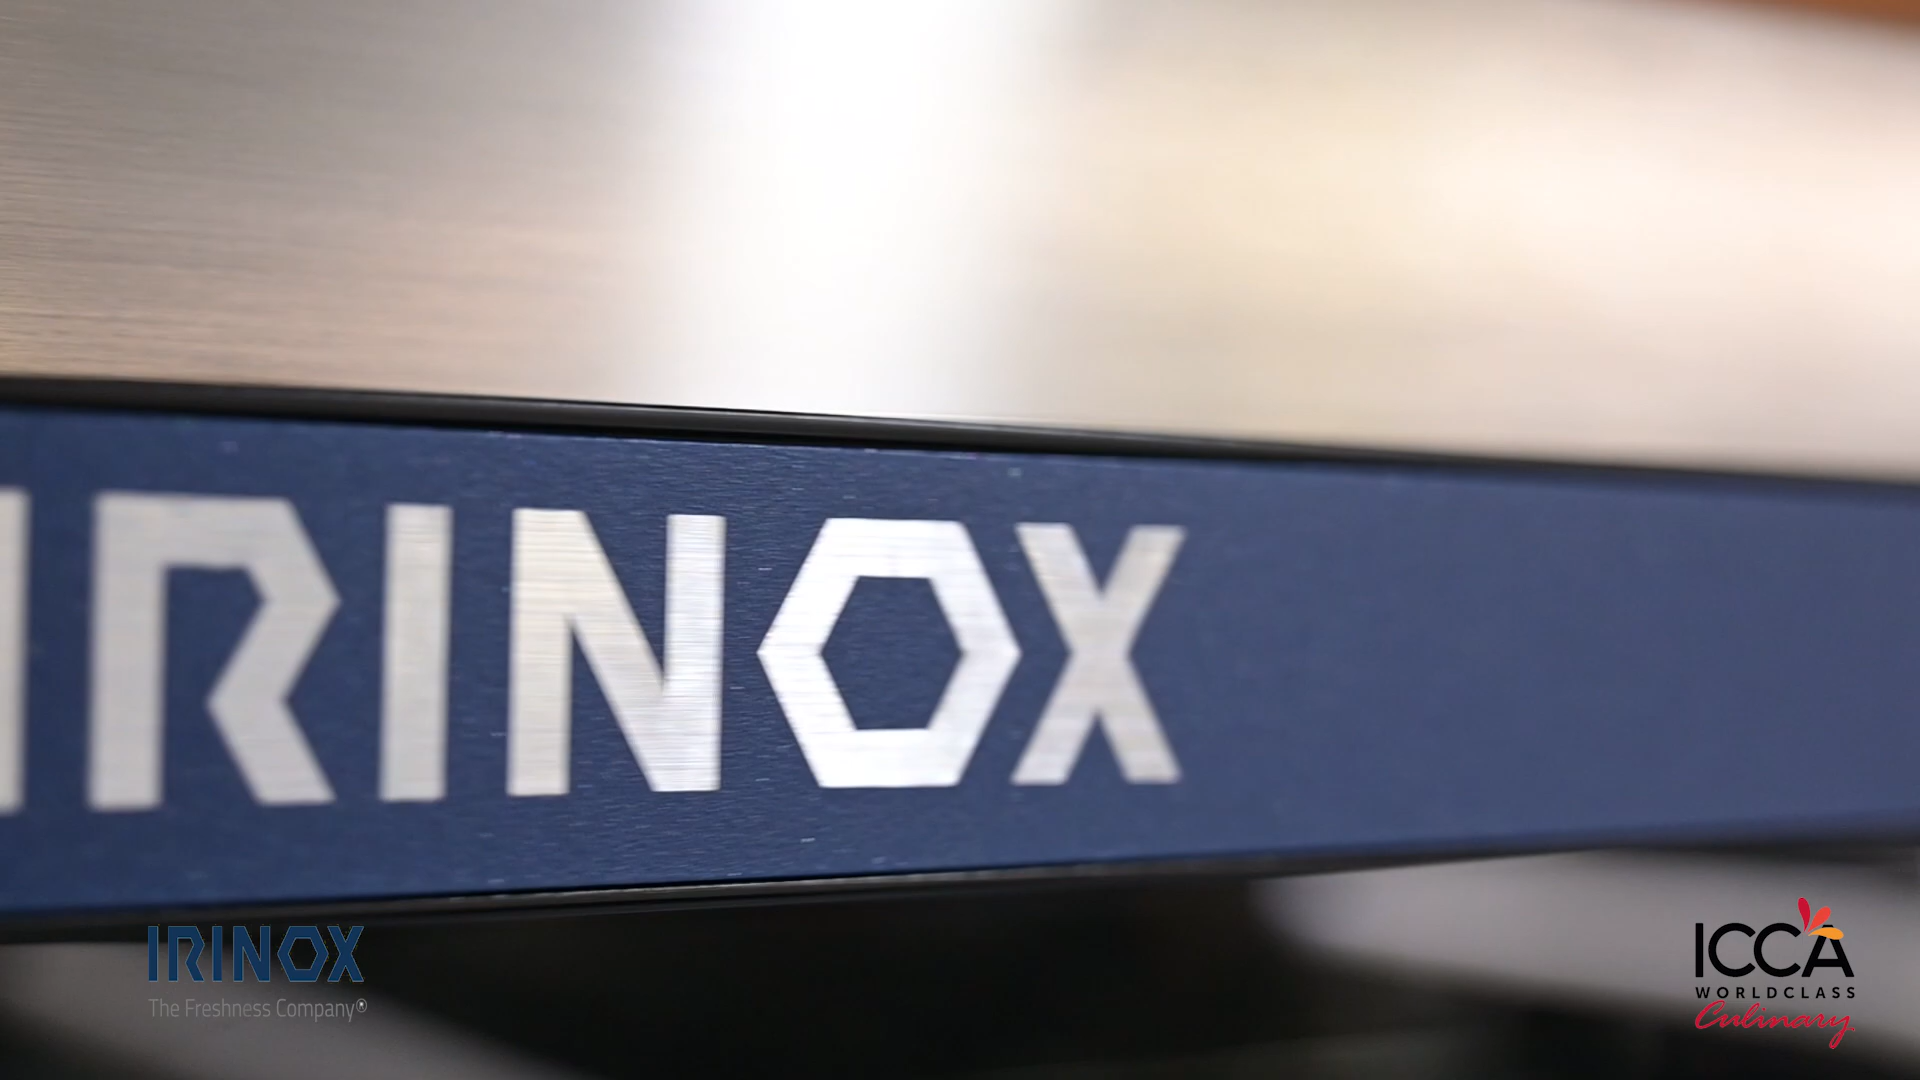 IRINOX
IRINOX
The Freshness Company®
ICCA
WORLDCLASS
Culinary